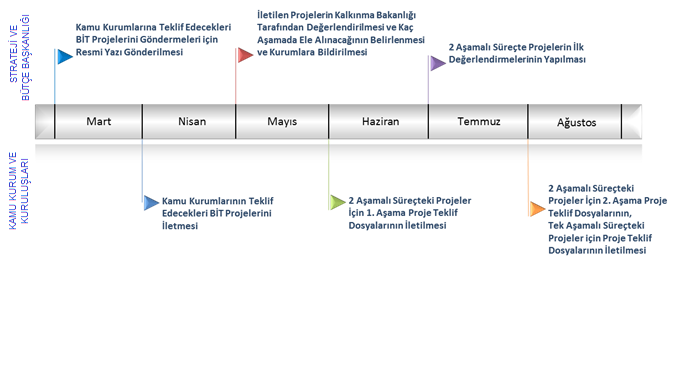 STRATEJİ VE
BÜTÇE BAŞKANLIĞI
Kamu Kurumlarına Teklif Edecekleri
BİT Projelerini Göndermeleri için
Resmi Yazı Gönderilmesi
İletilen Projelerin Kalkınma Bakanlığı
Tarafından Değerlendirilmesi ve Kaç
Aşamada Ele Alınacağının Belirlenmesi
ve Kurumlara Bildirilmesi
2 Aşamalı Süreçte Projelerin İlk
Değerlendirmelerinin Yapılması
Mart
Nisan
Mayıs
Haziran
Temmuz
Ağustos
KAMU KURUM VE
KURULUŞLARI
Kamu Kurumlarının Teklif
Edecekleri BİT Projelerini
İletmesi
2 Aşamalı Süreçteki Projeler
İçin 1. Aşama Proje Teklif
Dosyalarının İletilmesi
2 Aşamalı Süreçteki
Projeler İçin 2. Aşama Proje
Teklif Dosyalarının,
Tek Aşamalı Süreçteki
Projeler için Proje Teklif
Dosyalarının İletilmesi